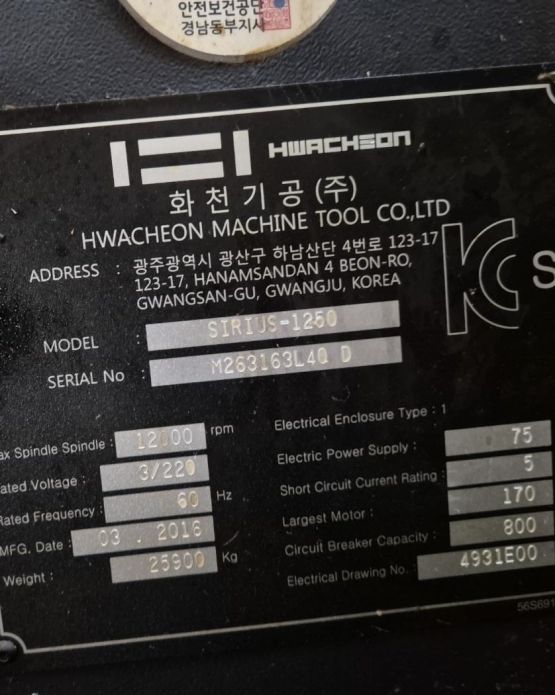 안전보건공단
경남동부지사
HWACHEON
화천기공(주)
HWACHEON MACHINE TOOL CO.,LTD
ADDRESS : 광주광역시 광산구 하남산단 4번로 123-17
123-17, HANAMSANDAN 4 BEON-RO,
GWANGSAN-GU, GWANGJU, KOREA
MODEL : SIRIUS-1250
SERIAL No : M263163L4Q D
ax Spindle Spindle : 12000 rpm
ated Voltage : 3/220
Rated Frequency : 60 Hz
MFG. Date : 03 . 2016
Weight : 25900 Kg
Electrical Enclosure Type : 1
Electric Power Supply : 75
Short Circuit Current Rating : 5
Largest Motor : 170
Circuit Breaker Capacity : 800
Electrical Drawing No. : 4931E00
56S691
KC S